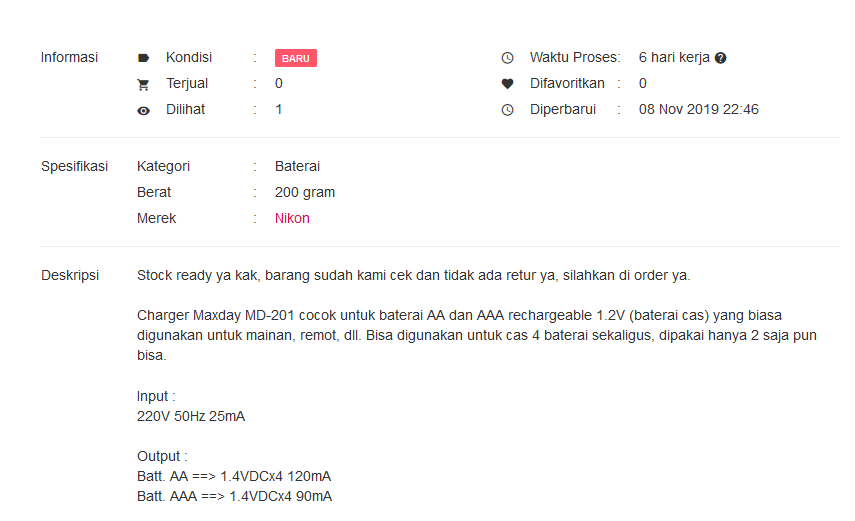 Informasi Kondisi : BARU Waktu Proses: 6 hari kerja
Terjual : 0 Difavoritkan : 0
Dilihat : 1 Diperbarui : 08 Nov 2019 22:46
Spesifikasi Kategori : Baterai
Berat : 200 gram
Merek : Nikon
Deskripsi Stock ready ya kak, barang sudah kami cek dan tidak ada retur ya, silahkan di order ya.
Charger Maxday MD-201 cocok untuk baterai AA dan AAA rechargeable 1.2V (baterai cas) yang biasa
digunakan untuk mainan, remot, dll. Bisa digunakan untuk cas 4 baterai sekaligus, dipakai hanya 2 saja pun
bisa.
Input :
220V 50Hz 25mA
Output :
Batt. AA ==> 1.4VDCx4 120mA
Batt. AAA ==> 1.4VDCx4 90mA